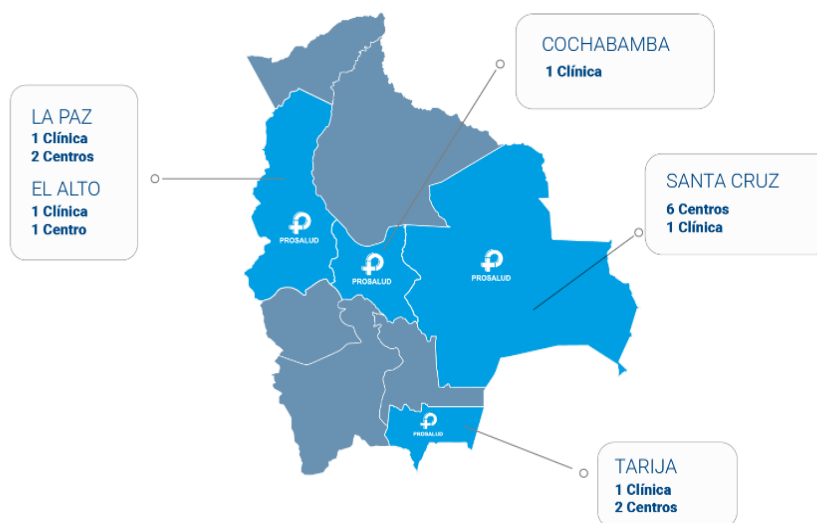 COCHABAMBA
1 Clínica
LA PAZ
1 Clínica
2 Centros
EL ALTO
1 Clínica
1 Centro
SANTA CRUZ
6 Centros
1 Clínica
PROSALUD
PROSALUD
PROSALUD
PROSALUD
TARIJA
1 Clínica
2 Centros